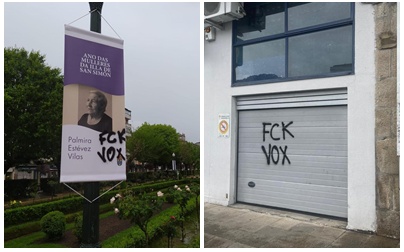 ANO DAS
MULLERES
DA ILLA DE
SAN SIMÓN
Palmira
Estévez
Vilas
FCK
VOX
FCK
VOX